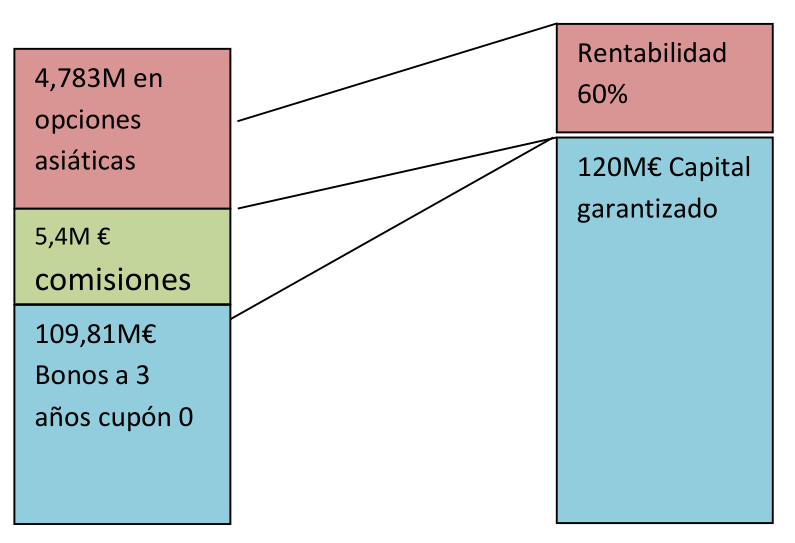 4,783M en
opciones
asiáticas
5,4M €
comisiones
109,81M€
Bonos a 3
años cupón 0
Rentabilidad
60%
120M€ Capital
garantizado